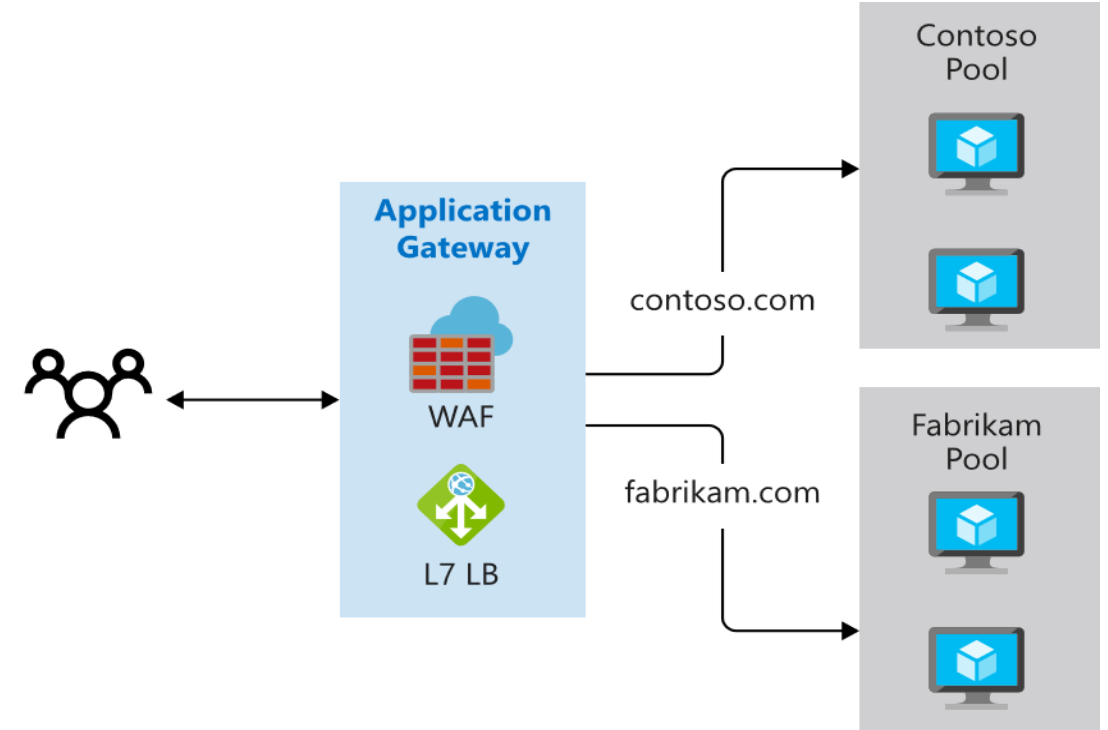 Application
Gateway
WAF
L7 LB
contoso.com
fabrikam.com
Contoso
Pool
Fabrikam
Pool